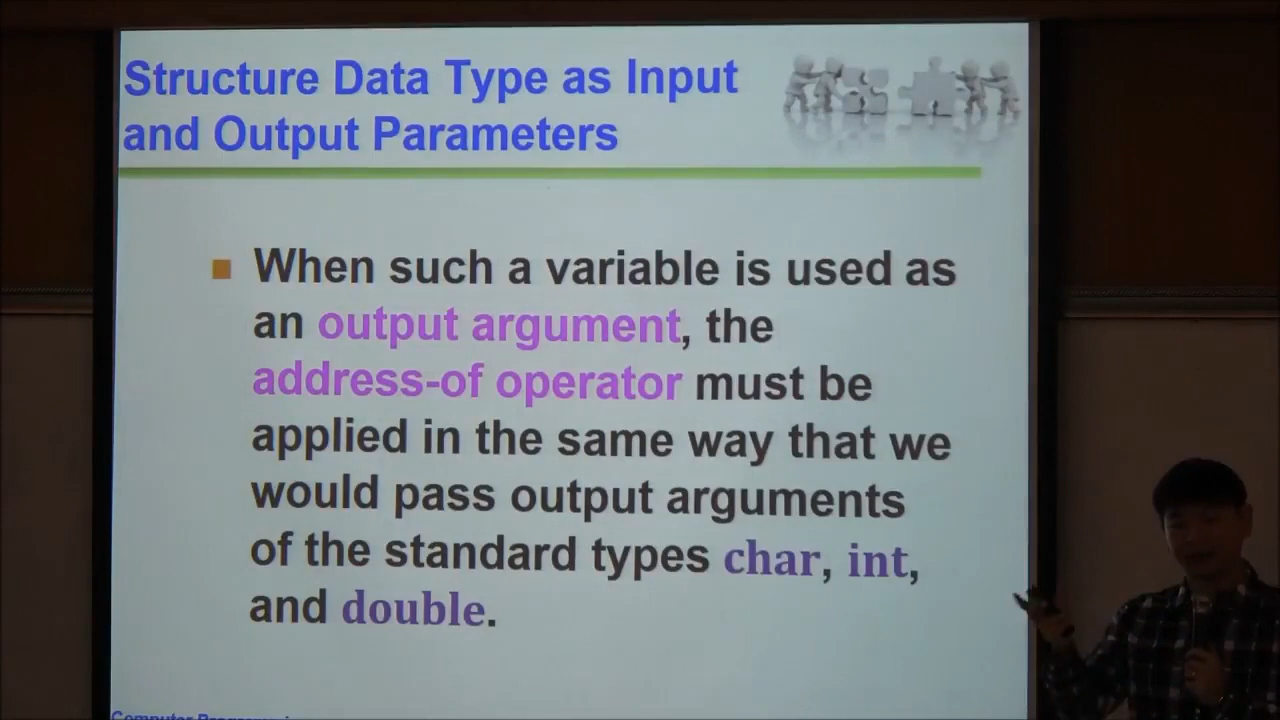 Structure Data Type as Input
and Output Parameters
When such a variable is used as
an output argument, the
address-of operator must be
applied in the same way that we
would pass output arguments
of the standard types char, int,
and double.
Computer